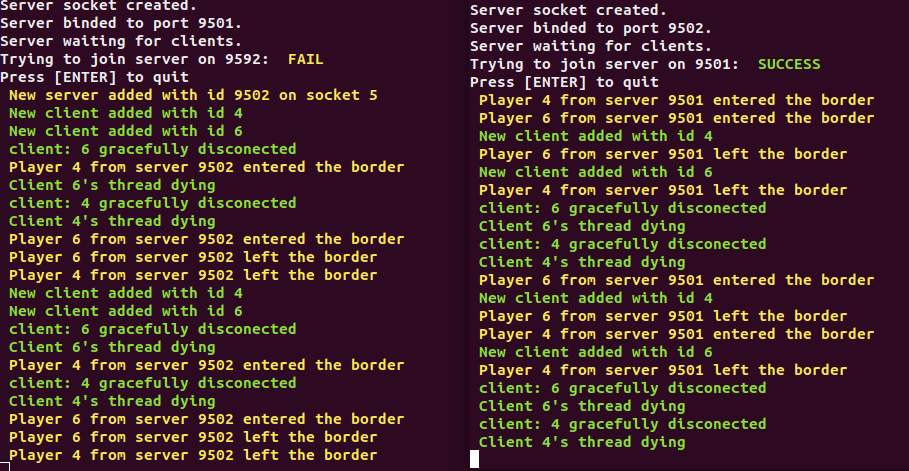 Server socket created.
Server binded to port 9501.
Server waiting for clients.
Trying to join server on 9592:  FAIL
Press [ENTER] to quit
New server added with id 9502 on socket 5
New client added with id 4
New client added with id 6
client: 6 gracefully disconected
Player 4 from server 9502 entered the border
Client 6's thread dying
client: 4 gracefully disconected
Client 4's thread dying
Player 6 from server 9502 entered the border
Player 6 from server 9502 left the border
Player 4 from server 9502 left the border
New client added with id 4
New client added with id 6
client: 6 gracefully disconected
Client 6's thread dying
Player 4 from server 9502 entered the border
client: 4 gracefully disconected
Client 4's thread dying
Player 6 from server 9502 entered the border
Player 6 from server 9502 left the border
Player 4 from server 9502 left the border
Server socket created.
Server binded to port 9502.
Server waiting for clients.
Trying to join server on 9501:  SUCCESS
Press [ENTER] to quit
Player 4 from server 9501 entered the border
Player 6 from server 9501 entered the border
New client added with id 4
Player 6 from server 9501 left the border
New client added with id 6
Player 4 from server 9501 left the border
client: 6 gracefully disconected
Client 6's thread dying
client: 4 gracefully disconected
Client 4's thread dying
Player 6 from server 9501 entered the border
New client added with id 4
Player 6 from server 9501 left the border
Player 4 from server 9501 entered the border
New client added with id 6
Player 4 from server 9501 left the border
client: 6 gracefully disconected
Client 6's thread dying
client: 4 gracefully disconected
Client 4's thread dying